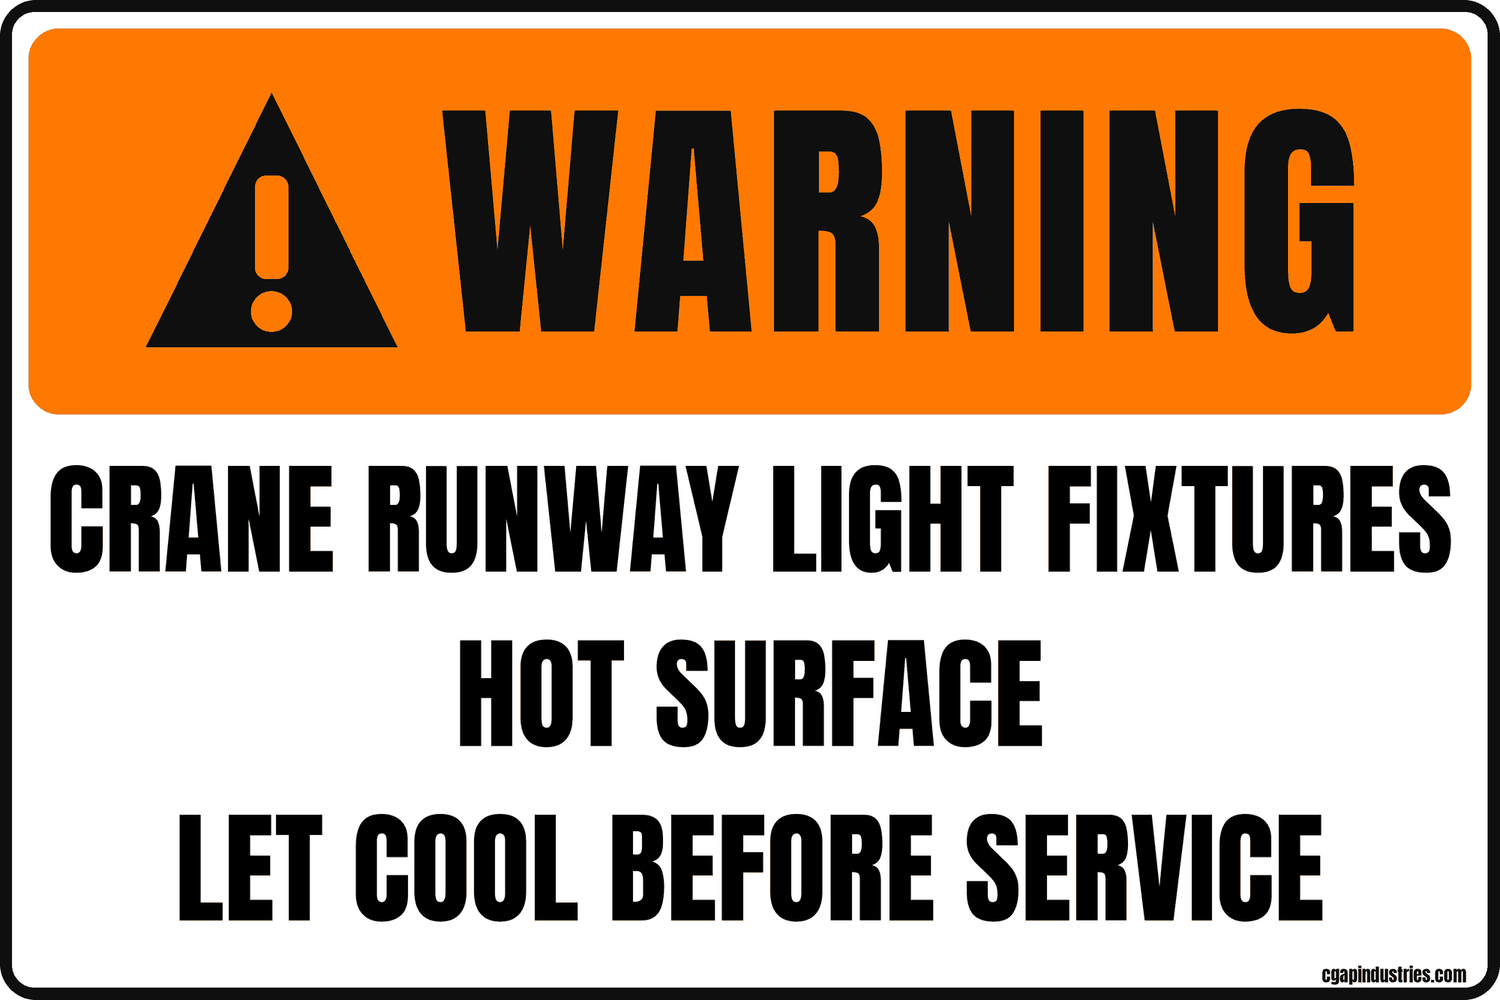 WARNING
CRANE RUNWAY LIGHT FIXTURES
HOT SURFACE
LET COOL BEFORE SERVICE
cgapindustries.com